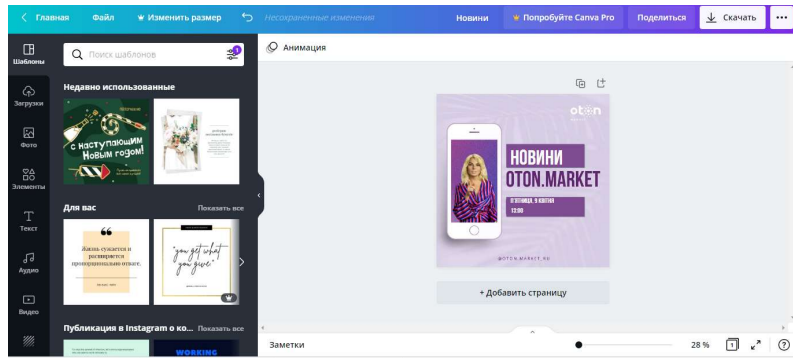 Главная Файл Изменить размер Несохраненные изменения Новини Попробуйте Canva Pro Поделиться Скачать
Шаблоны
Загрузки
Фото
Элементы
Текст
Аудио
Видео
Поиск шаблонов
1
Недавно использованные
с наступающим
Новым годом!
Для вас Показать все
Жизнь сужается и
расширяется
пропорционально отваге.
"you get what
you give"
Публикация в Instagram о ко... Показать все
WORKING
Анимация
oton
НОВИНИ
OTON.MARKET
П'ЯТНИЦЯ, 9 КВІТНЯ
13:00
@OTON.MARKET_EU
+ Добавить страницу
Заметки 28 % 1 ?